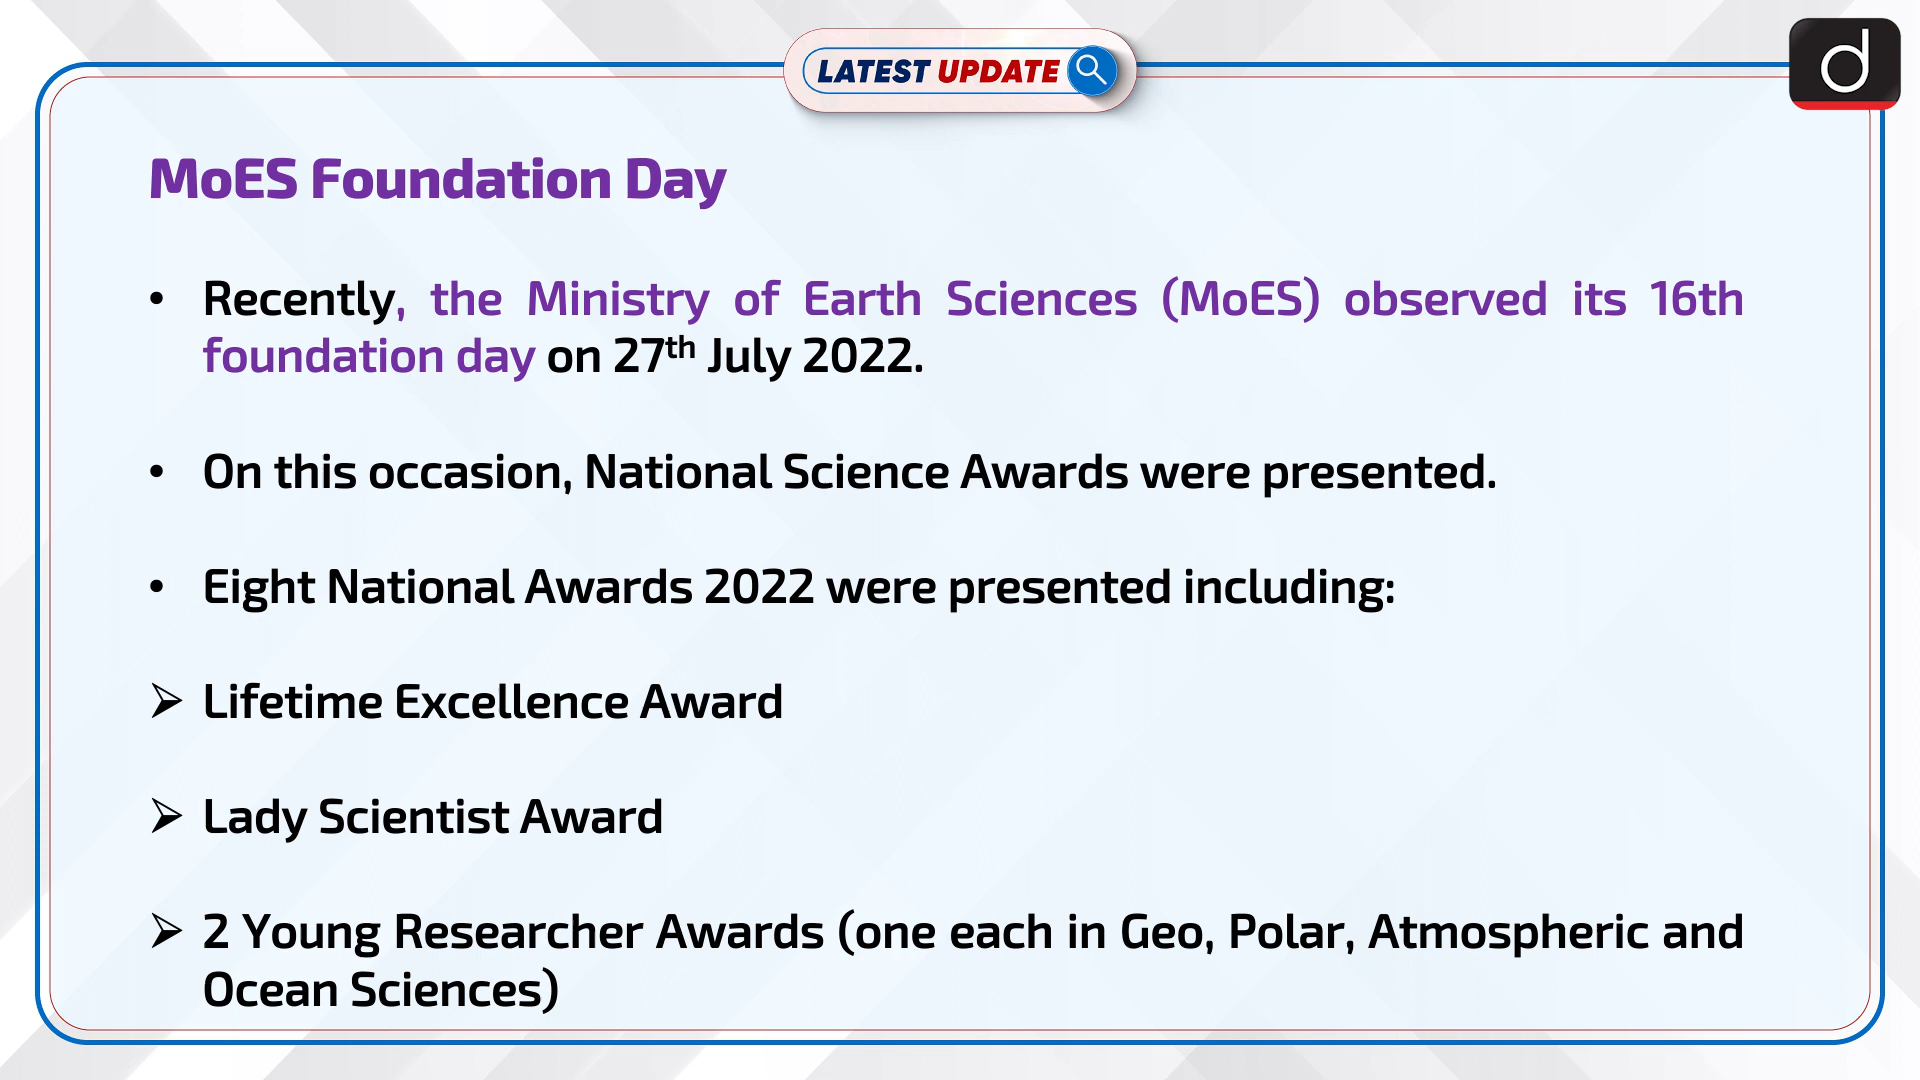 LATEST UPDATE
d
MoES Foundation Day
• Recently, the Ministry of Earth Sciences (MoES) observed its 16th
foundation day on 27th July 2022.
• On this occasion, National Science Awards were presented.
• Eight National Awards 2022 were presented including:
➢ Lifetime Excellence Award
➢ Lady Scientist Award
➢ 2 Young Researcher Awards (one each in Geo, Polar, Atmospheric and
Ocean Sciences)